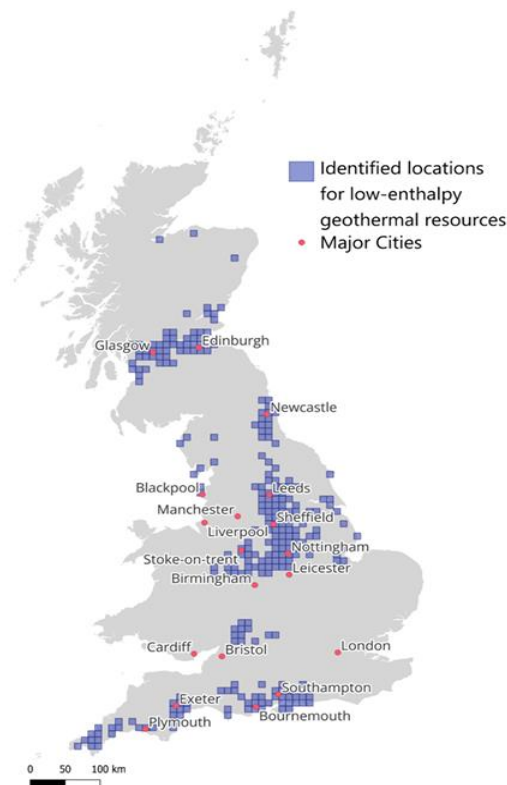 Identified locations
for low-enthalpy
geothermal resources
Major Cities
Glasgow
Edinburgh
Newcastle
Blackpool
Leeds
Manchester
Sheffield
Liverpool
Stoke-on-trent
Nottingham
Leicester
Birmingham
Cardiff
Bristol
London
Southampton
Exeter
Bournemouth
Plymouth
0 50 100 km